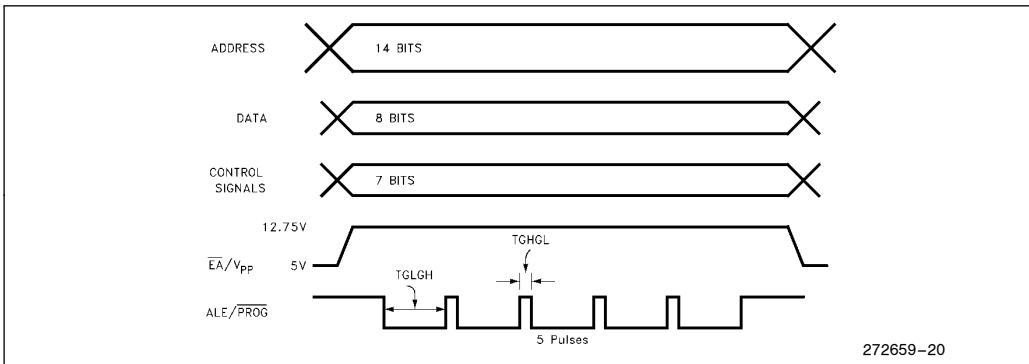 ADDRESS
14 BITS
DATA
8 BITS
CONTROL
SIGNALS
7 BITS
12.75V
EA/VPP
5V
TGHGL
TGLGH
ALE/PROG
5 Pulses
272659–20